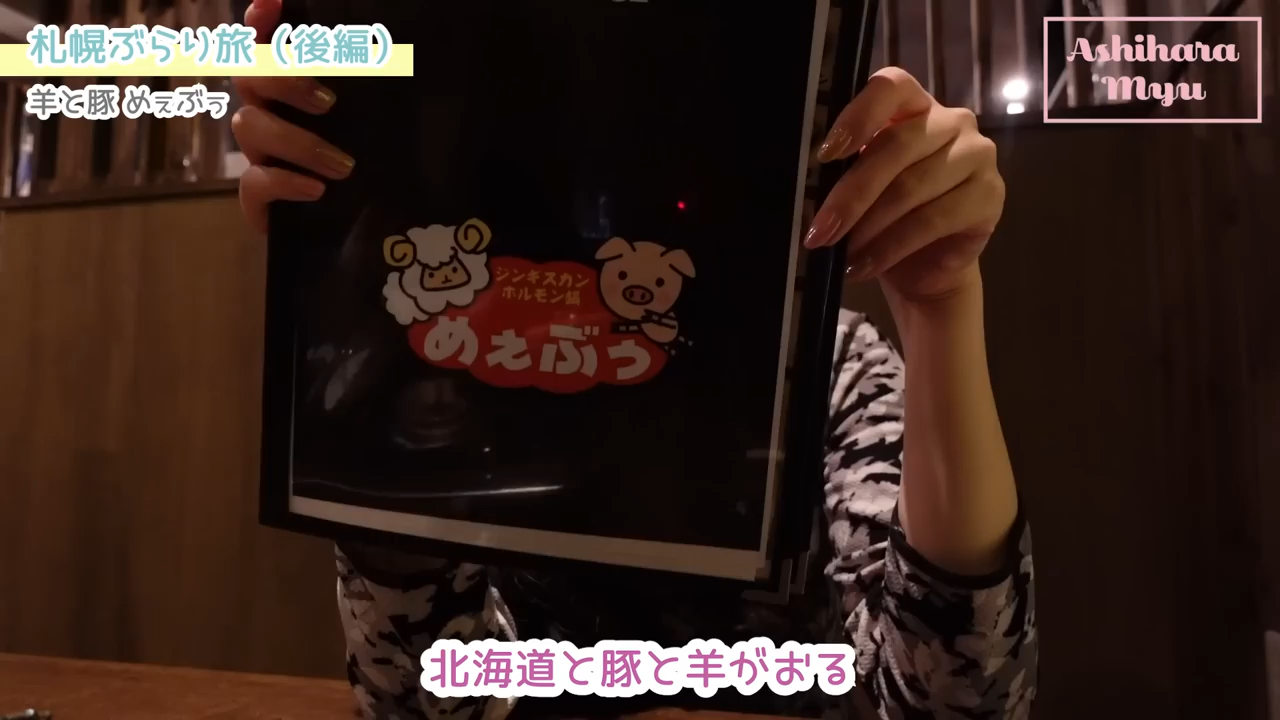 札幌ぶらり旅（後編）
羊と豚 めぇぶぅ
Ashihara
Myu
ジンギスカン
ホルモン鍋
めぇぶぅ
北海道と豚と羊がおる